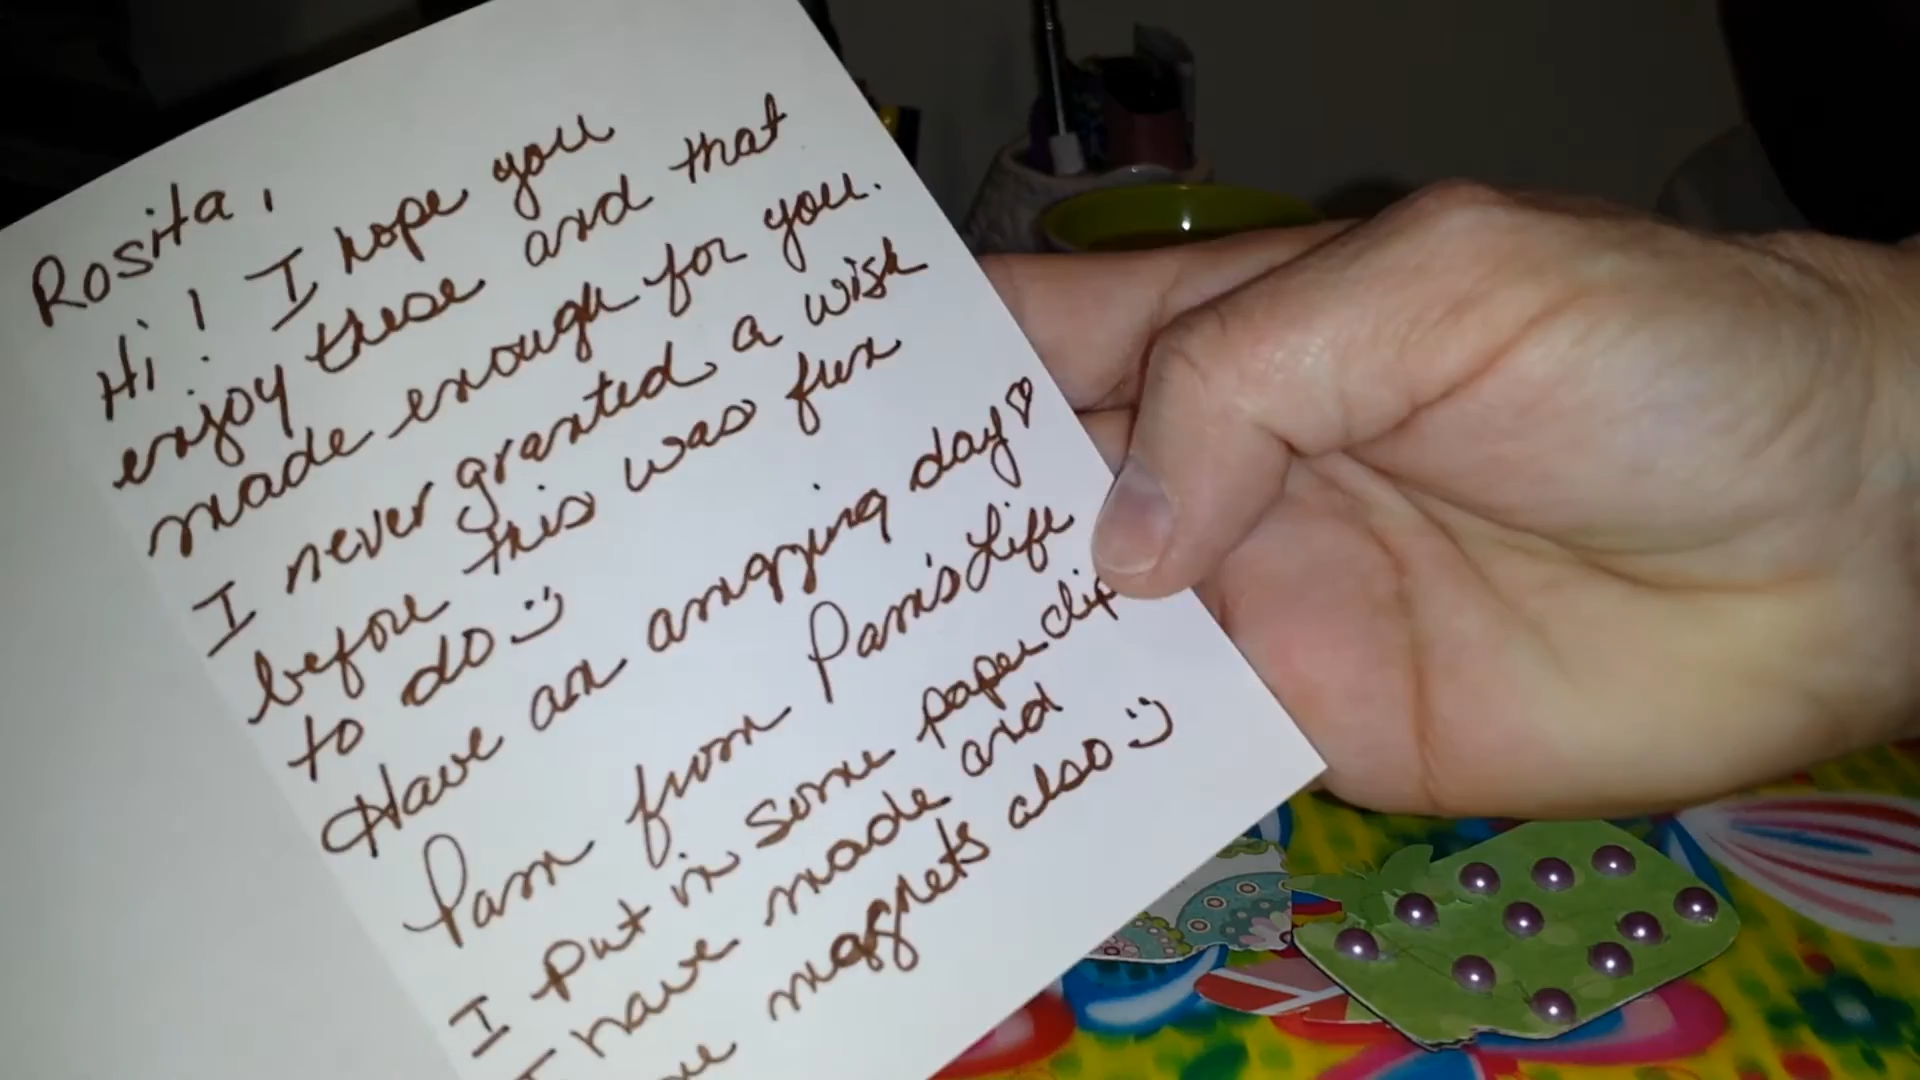 Rosita,
Hi! I hope you
enjoy these and that
made enough for you.
I never granted a wish
before this was fun
to do :)
Have an amazing day ♡
Pam from Pam's Life
I put in some paper clip
I have made and
magnets also :)